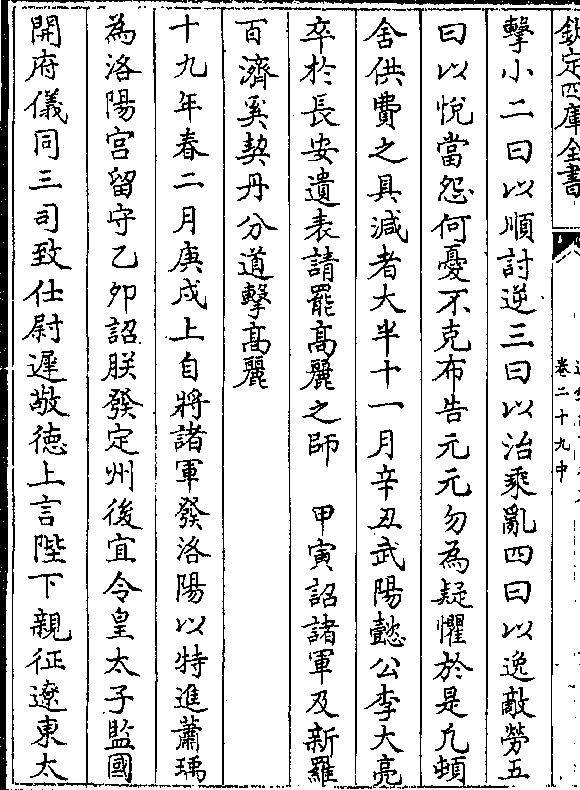 欽定四庫全書
卷二十九中
擊小二曰以順討逆三曰以治乘亂四曰以逸敵勞五
曰以悅當怨何憂不克布告元元勿為疑懼於是凡頓
舍供費之具減者大半十一月辛丑武陽懿公李大亮
卒於長安遺表請罷高麗之師　甲寅詔諸軍及新羅
百濟奚契丹分道擊高麗
十九年春二月庚戌上自將諸軍發洛陽以特進蕭瑀
為洛陽宮留守乙卯詔朕發定州後宜令皇太子監國
開府儀同三司致仕尉遲敬德上言陛下親征遼東太